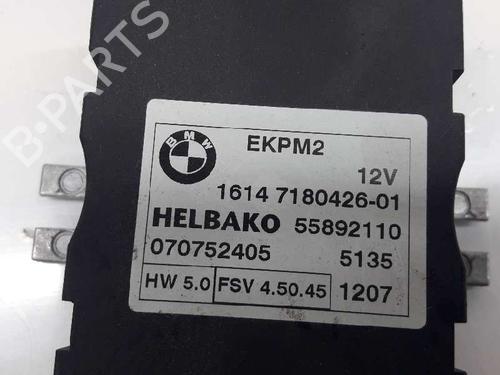 B-PARTS
BMW
EKPM2
12V
1614 7180426-01
HELBAKO 55892110
070752405 5135
HW 5.0 FSV 4.50.45 1207